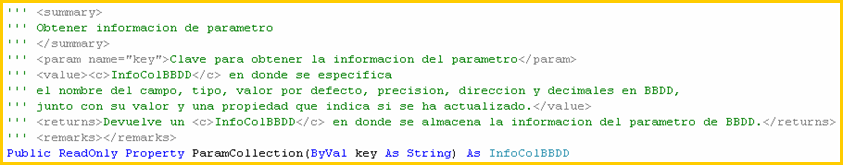 ''' <summary>
''' Obtener informacion de parametro
''' </summary>
''' <param name="key">Clave para obtener la informacion del parametro</param>
''' <value><c>InfoColBBDD</c> en donde se especifica
''' el nombre del campo, tipo, valor por defecto, precision, direccion y decimales en BBDD,
''' junto con su valor y una propiedad que indica si se ha actualizado.</value>
''' <returns>Devuelve un <c>InfoColBBDD</c> en donde se almacena la informacion del parametro de BBDD.</returns>
''' <remarks></remarks>
Public ReadOnly Property ParamCollection(ByVal key As String) As InfoColBBDD